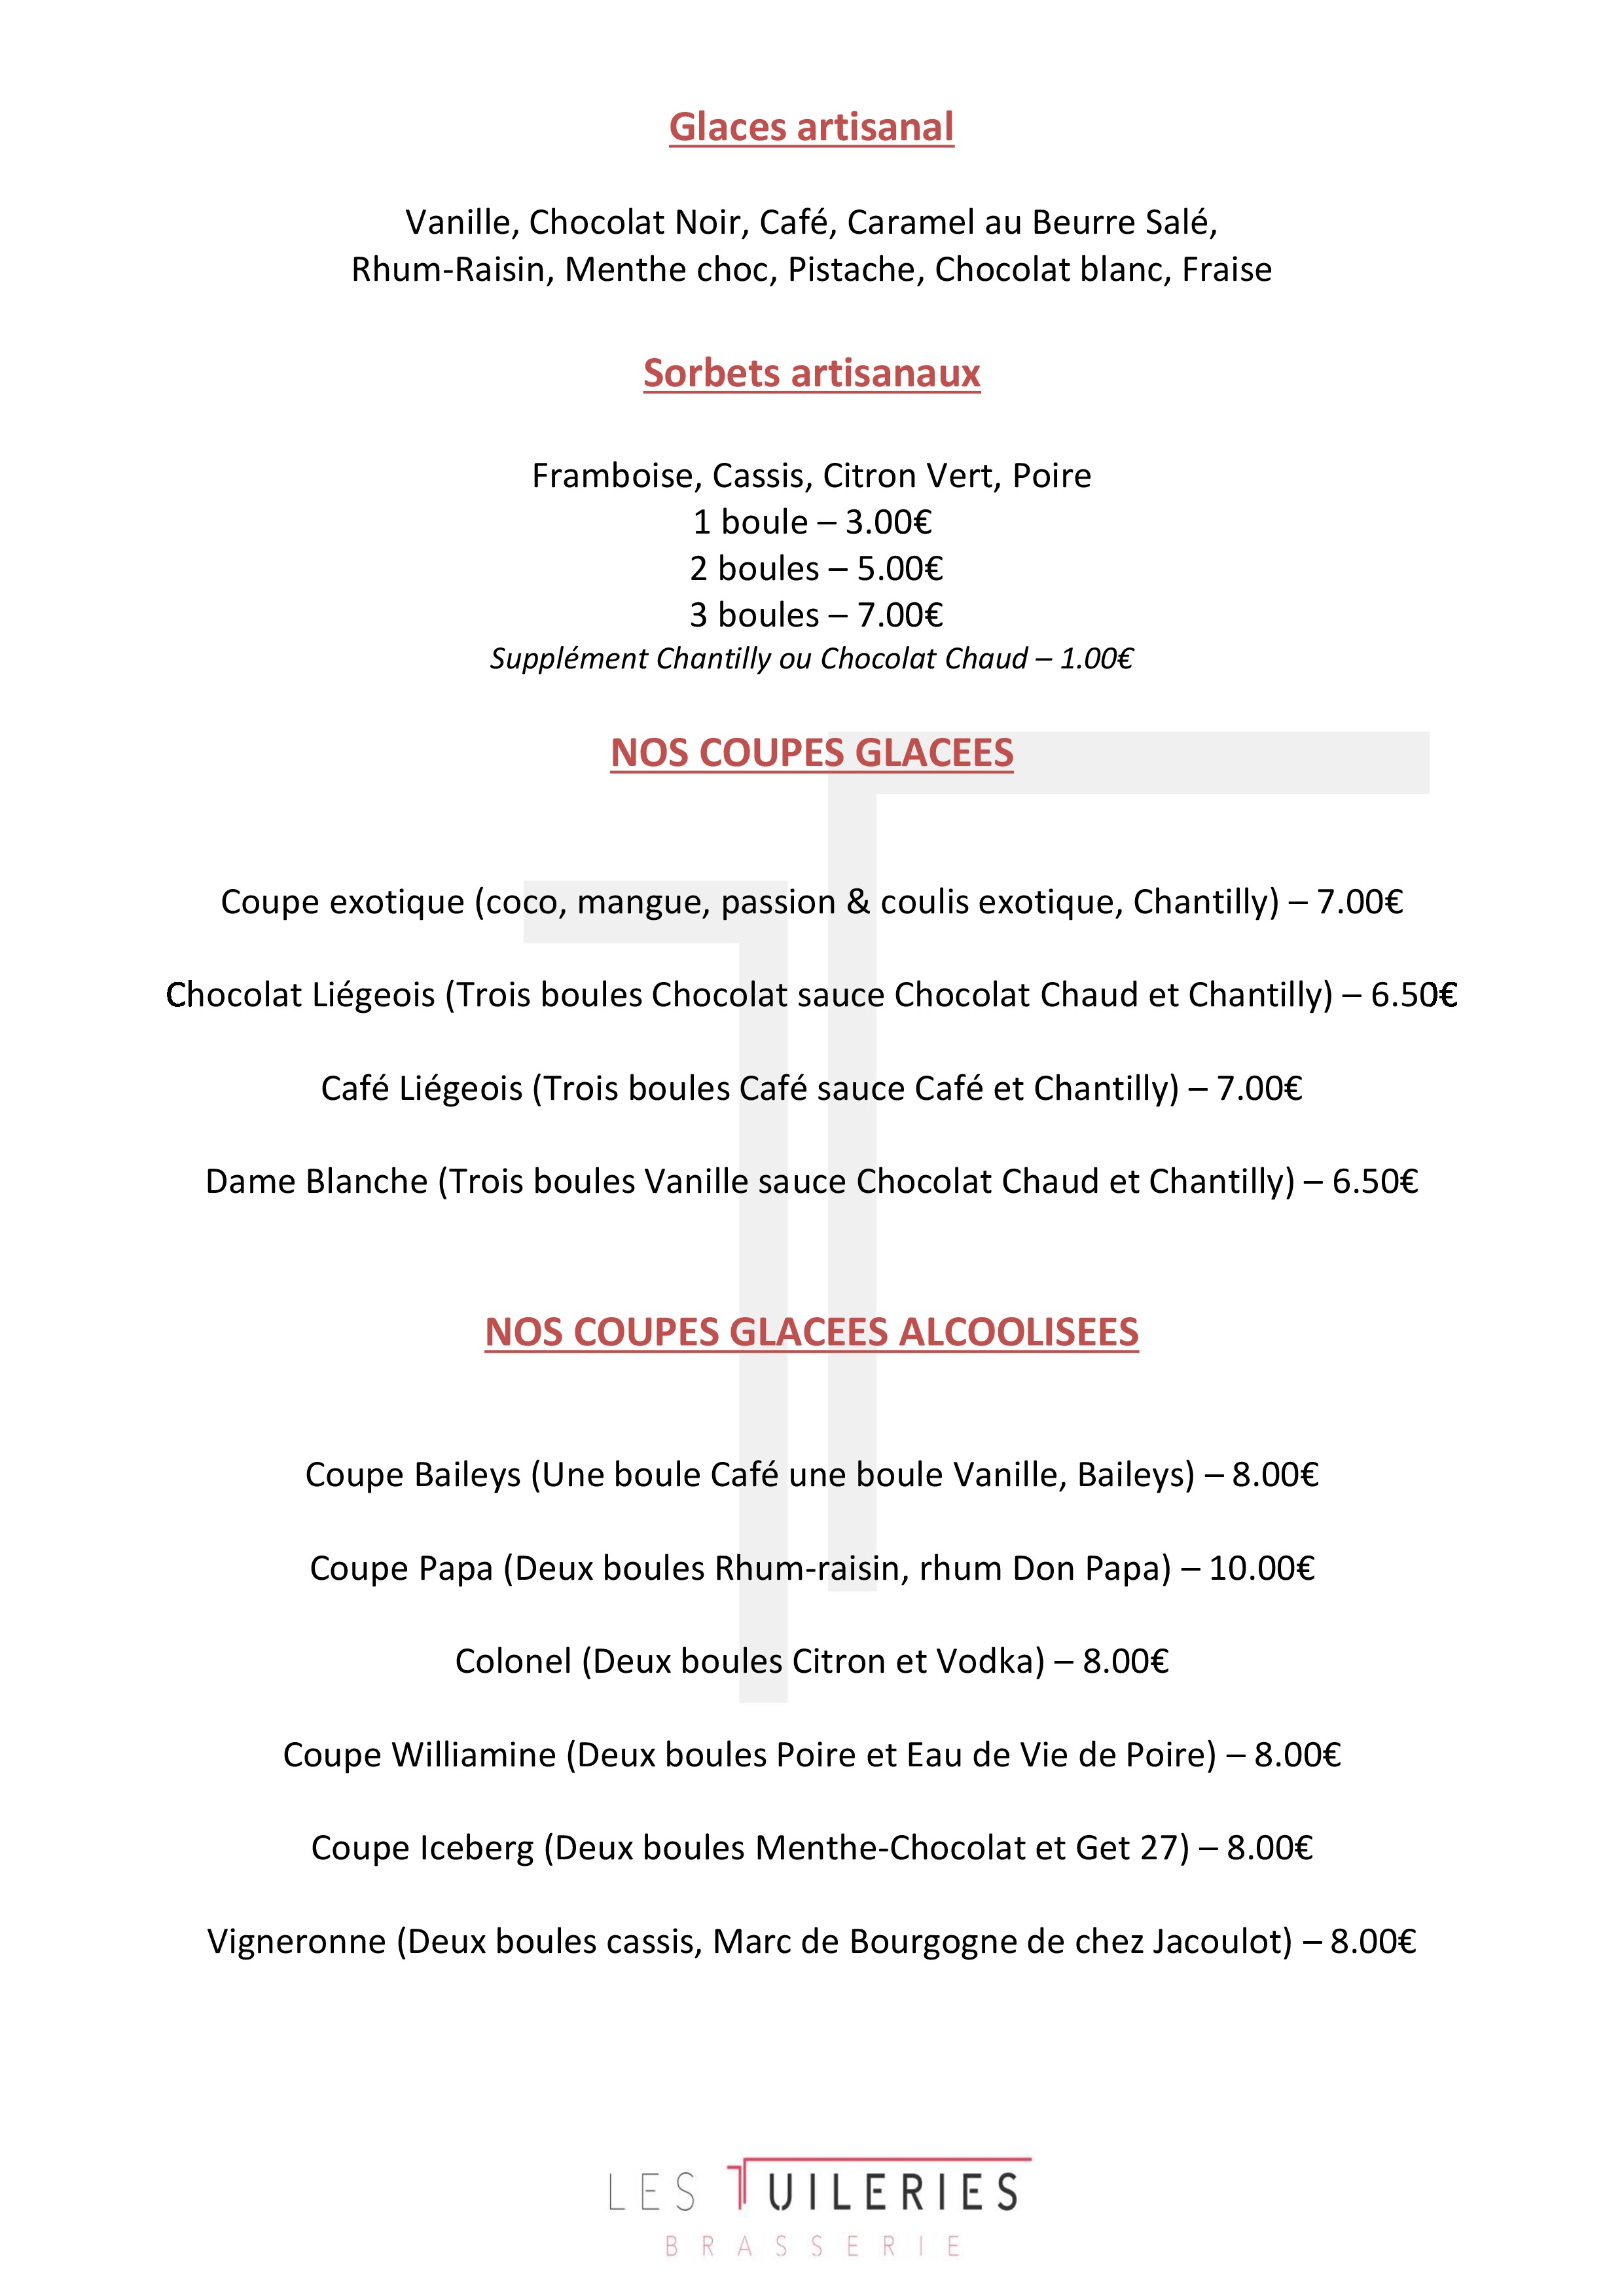 Glaces artisanal
Vanille, Chocolat Noir, Café, Caramel au Beurre Salé,
Rhum-Raisin, Menthe choc, Pistache, Chocolat blanc, Fraise
Sorbets artisanaux
Framboise, Cassis, Citron Vert, Poire
1 boule – 3.00€
2 boules – 5.00€
3 boules – 7.00€
Supplément Chantilly ou Chocolat Chaud – 1.00€
NOS COUPES GLACEES
Coupe exotique (coco, mangue, passion & coulis exotique, Chantilly) – 7.00€
Chocolat Liégeois (Trois boules Chocolat sauce Chocolat Chaud et Chantilly) – 6.50€
Café Liégeois (Trois boules Café sauce Café et Chantilly) – 7.00€
Dame Blanche (Trois boules Vanille sauce Chocolat Chaud et Chantilly) – 6.50€
NOS COUPES GLACEES ALCOOLISEES
Coupe Baileys (Une boule Café une boule Vanille, Baileys) – 8.00€
Coupe Papa (Deux boules Rhum-raisin, rhum Don Papa) – 10.00€
Colonel (Deux boules Citron et Vodka) – 8.00€
Coupe Williamine (Deux boules Poire et Eau de Vie de Poire) – 8.00€
Coupe Iceberg (Deux boules Menthe-Chocolat et Get 27) – 8.00€
Vigneronne (Deux boules cassis, Marc de Bourgogne de chez Jacoulot) – 8.00€
LES TUILERIES
BRASSERIE